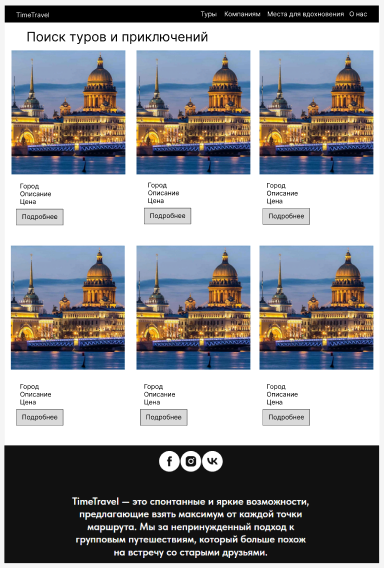 TimeTravel Туры Компаниям Места для вдохновения О нас
Поиск туров и приключений
Город Город Город
Описание Описание Описание
Цена Цена Цена
Подробнее Подробнее Подробнее
Город Город Город
Описание Описание Описание
Цена Цена Цена
Подробнее Подробнее Подробнее
TimeTravel — это спонтанные и яркие возможности,
предлагающие взять максимум от каждой точки
маршрута. Мы за непринужденный подход к
групповым путешествиям, который больше похож
на встречу со старыми друзьями.